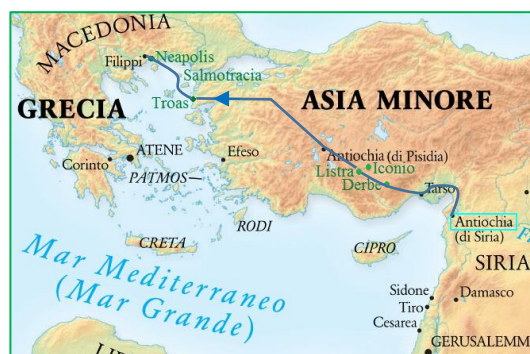 MACEDONIA
Filippi
Neapolis
Salmotracia
Troas
GRECIA
ASIA MINORE
ATENE
Corinto
Efeso
PATMOS
Antiochia (di Pisidia)
Listra
Iconio
Derbe
Tarso
Antiochia
(di Siria)
RODI
CRETA
CIPRO
SIRIA
Mar Mediterraneo
(Mar Grande)
Sidone
Tiro
Damasco
Cesarea
GERUSALEMM